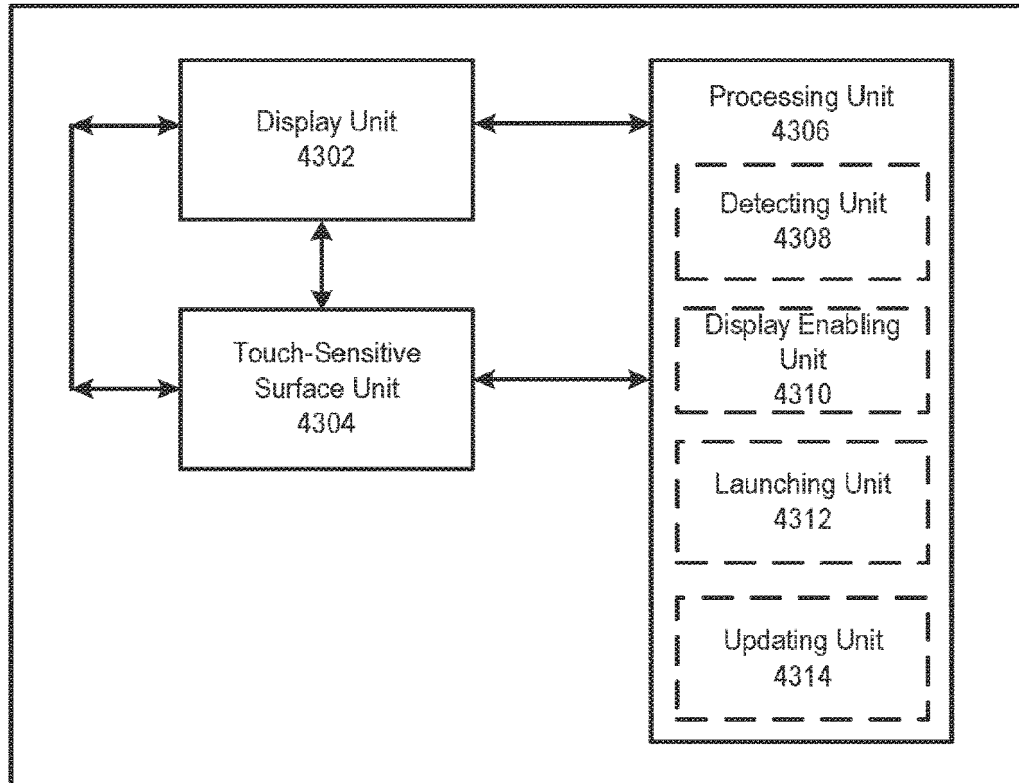 Display Unit
4302
Touch-Sensitive
Surface Unit
4304
Processing Unit
4306
Detecting Unit
4308
Display Enabling
Unit
4310
Launching Unit
4312
Updating Unit
4314